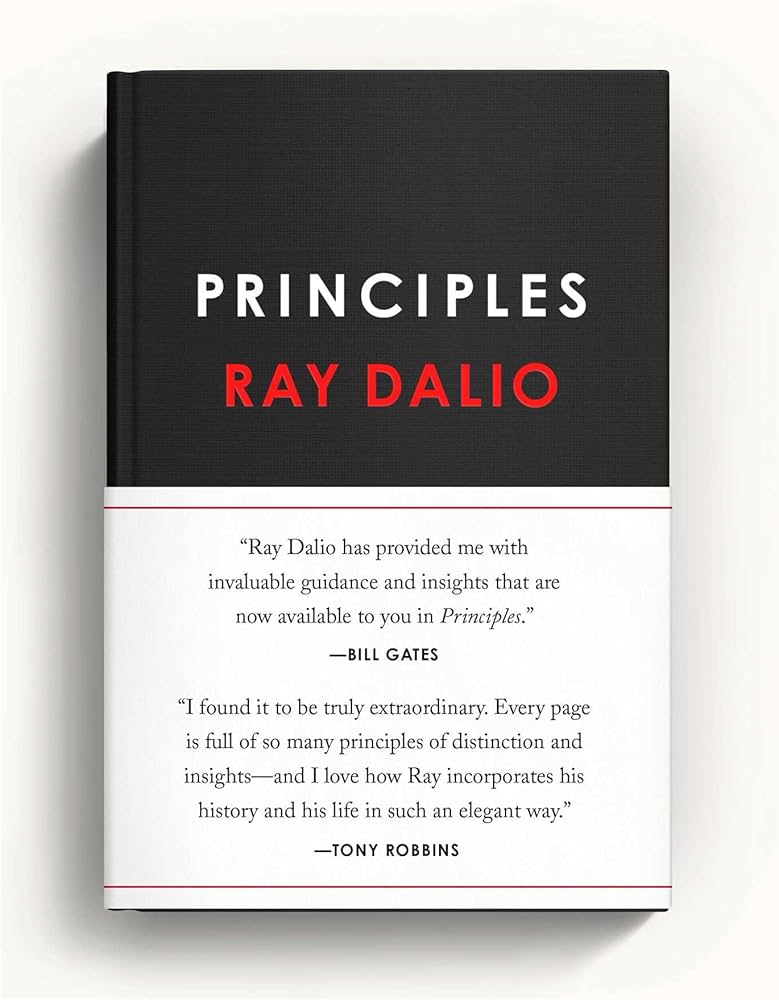 PRINCIPLES
RAY DALIO
“Ray Dalio has provided me with
invaluable guidance and insights that are
now available to you in Principles.”
—BILL GATES
“I found it to be truly extraordinary. Every page
is full of so many principles of distinction and
insights—and I love how Ray incorporates his
history and his life in such an elegant way.”
—TONY ROBBINS